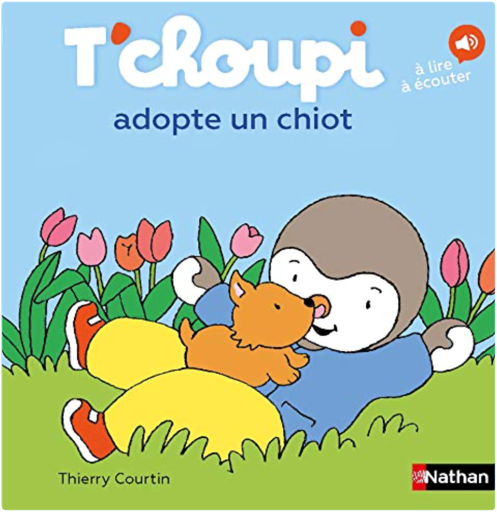 T'choupi
à lire
à écouter
adopte un chiot
Thierry Courtin
Nathan